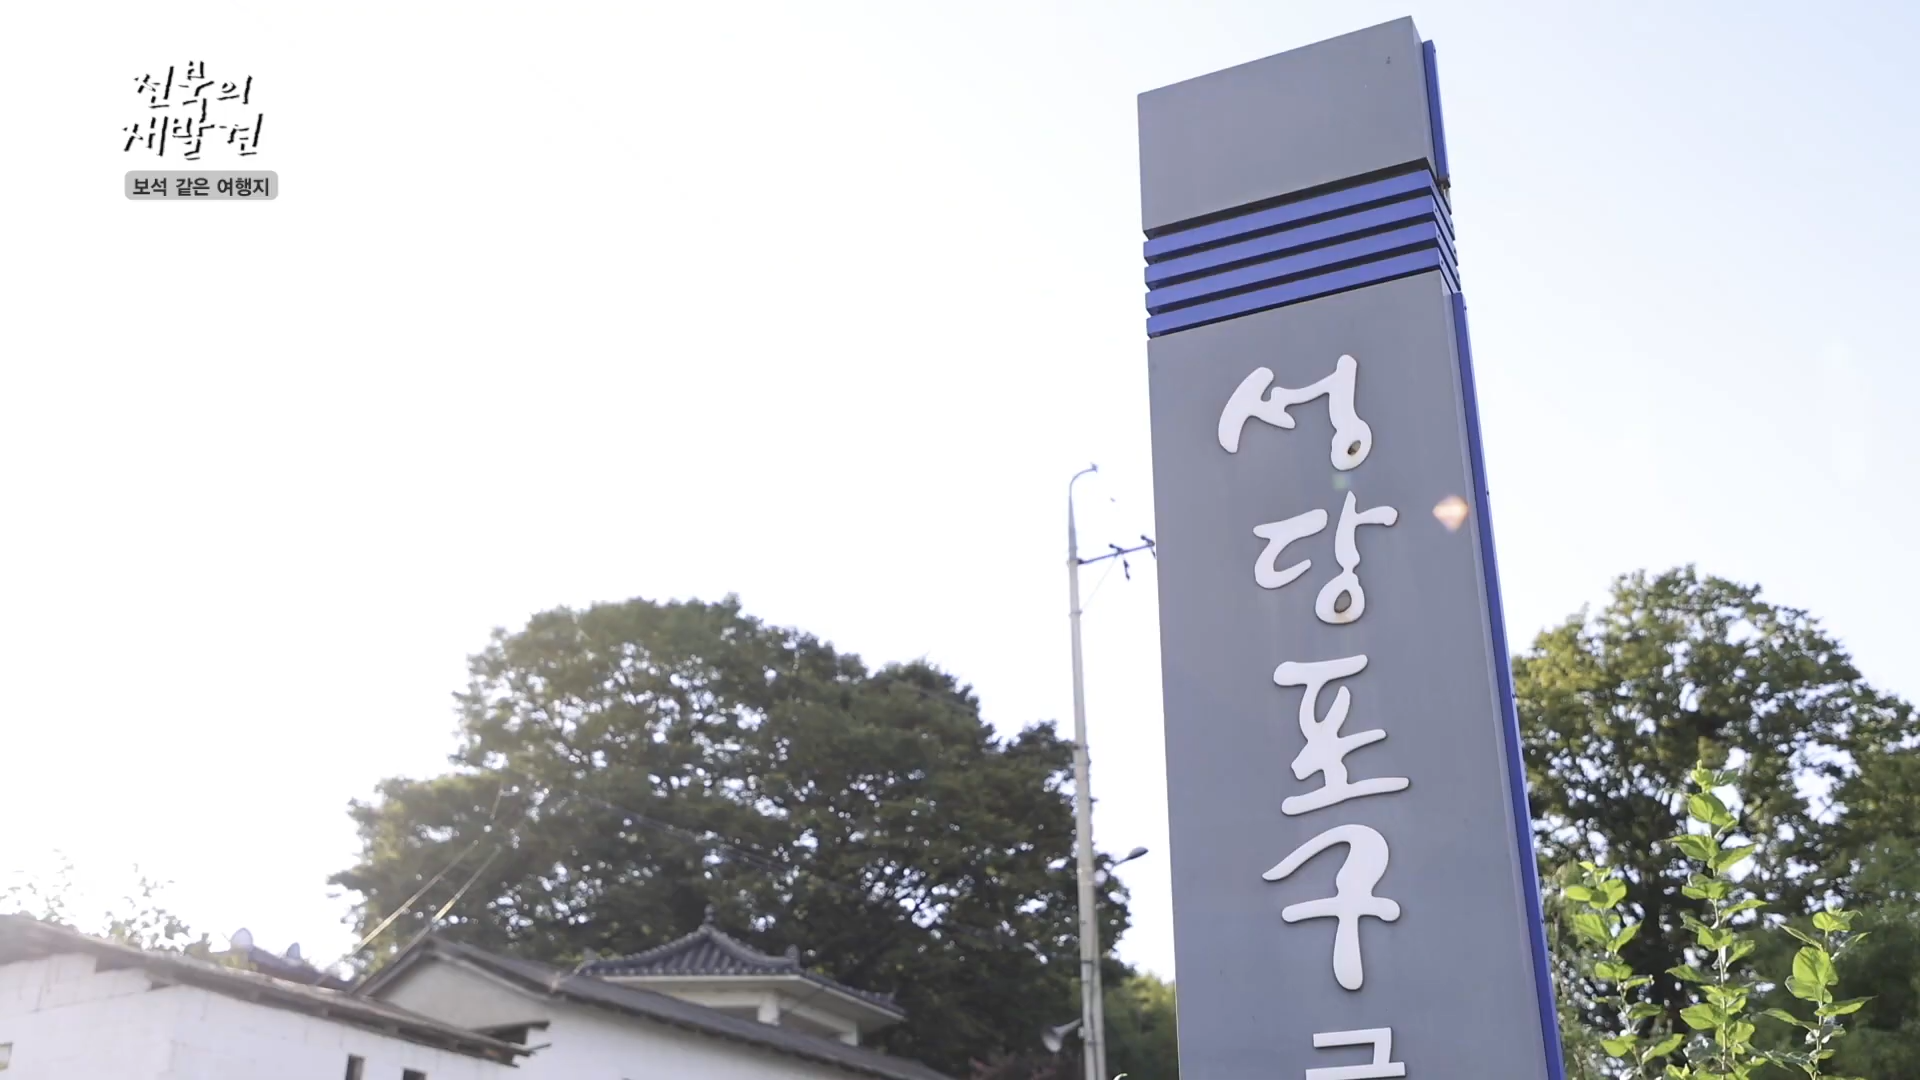 전북의
재발견
보석 같은 여행지
성당포구